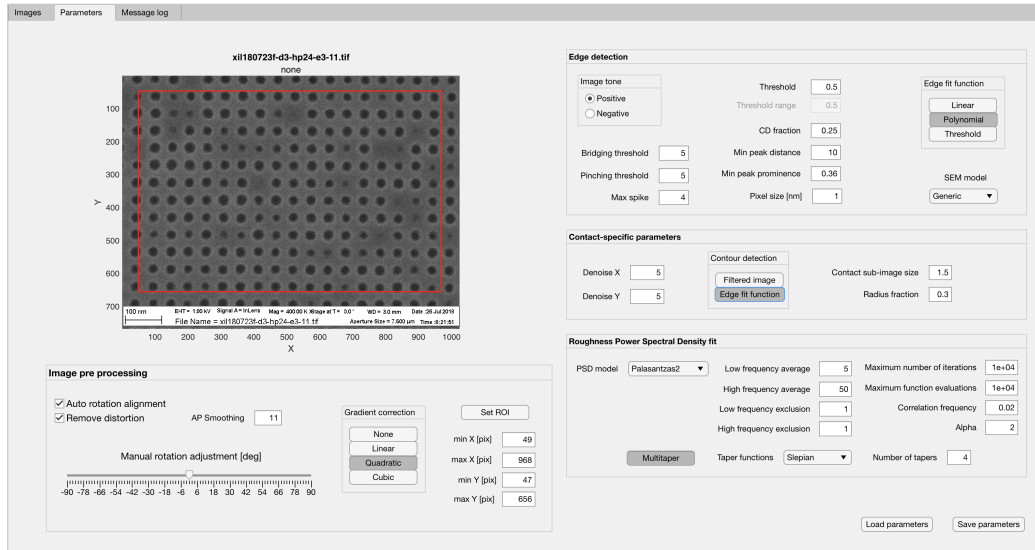 Images Parameters Message log
xil180723f-d3-hp24-e3-11.tif
none
100
200
300
400
500
600
700
Y
100 nm
EHT = 1.00 kV Signal A = InLens Mag = 400.00 K X Stage at T = 0.0° WD = 3.0 mm Date :26 Jul 2018
File Name = xil180723f-d3-hp24-e3-11.tif Aperture Size = 7.500 µm Time :9:21:51
100 200 300 400 500 600 700 800 900 1000
X
Image pre processing
Auto rotation alignment
Remove distortion
AP Smoothing 11
Manual rotation adjustment [deg]
-90 -78 -66 -54 -42 -30 -18 -6 6 18 30 42 54 66 78 90
Gradient correction
None
Linear
Quadratic
Cubic
Set ROI
min X [pix] 49
max X [pix] 968
min Y [pix] 47
max Y [pix] 656
Edge detection
Image tone
Positive
Negative
Bridging threshold 5
Pinching threshold 5
Max spike 4
Threshold 0.5
Threshold range 0.5
CD fraction 0.25
Min peak distance 10
Min peak prominence 0.36
Pixel size [nm] 1
Edge fit function
Linear
Polynomial
Threshold
SEM model
Generic
Contact-specific parameters
Denoise X 5
Denoise Y 5
Contour detection
Filtered image
Edge fit function
Contact sub-image size 1.5
Radius fraction 0.3
Roughness Power Spectral Density fit
PSD model Palasantzas2
Low frequency average 5
High frequency average 50
Low frequency exclusion 1
High frequency exclusion 1
Maximum number of iterations 1e+04
Maximum function evaluations 1e+04
Correlation frequency 0.02
Alpha 2
Multitaper Taper functions Slepian Number of tapers 4
Load parameters Save parameters